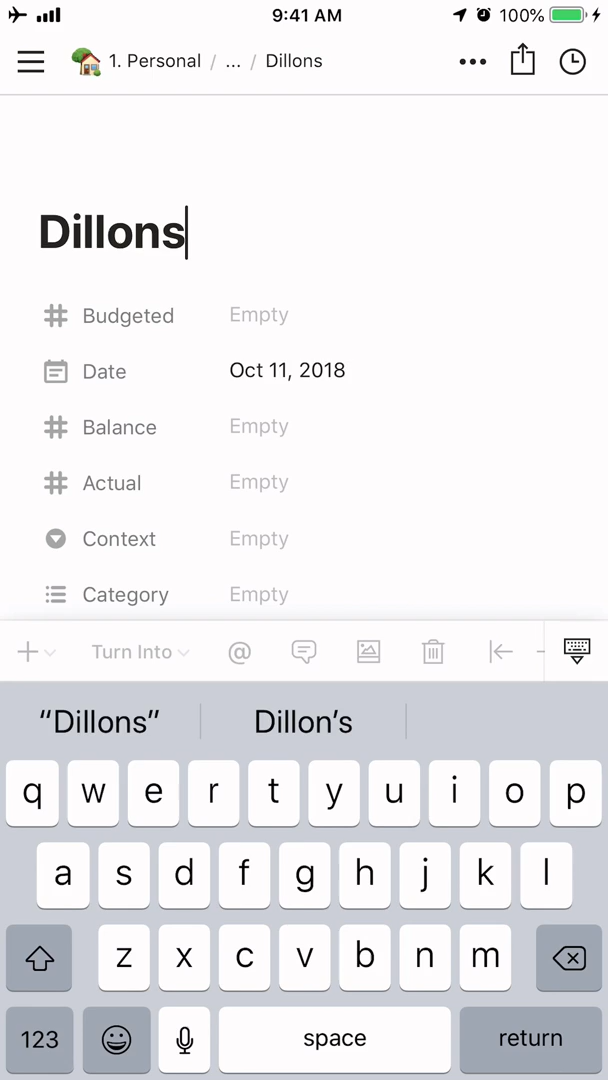 9:41 AM 100%
1. Personal / ... / Dillons
Dillons
Budgeted Empty
Date Oct 11, 2018
Balance Empty
Actual Empty
Context Empty
Category Empty
Turn Into @
“Dillons” Dillon’s
q w e r t y u i o p
a s d f g h j k l
z x c v b n m
123 space return